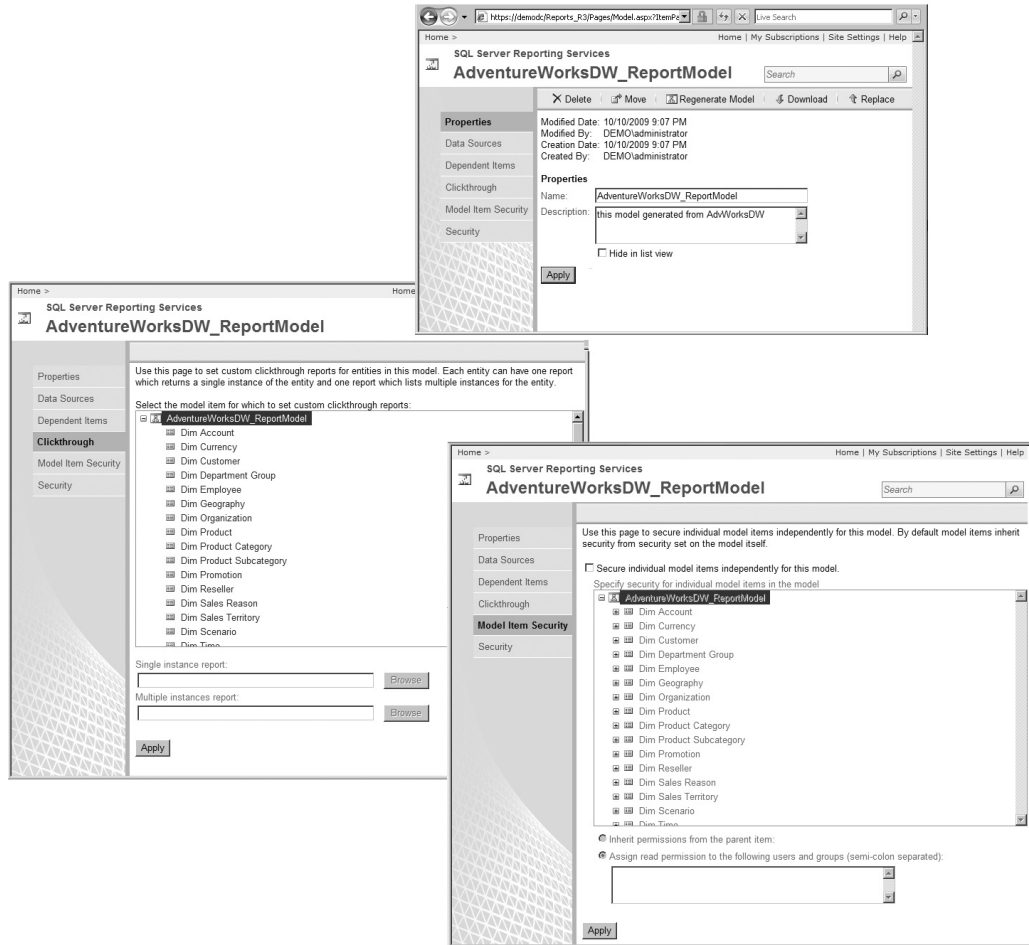 https://demodc/Reports_R3/Pages/Model.aspx?ItemPa
Live Search
Home >
Home | My Subscriptions | Site Settings | Help
SQL Server Reporting Services
AdventureWorksDW_ReportModel
Search
Delete
Move
Regenerate Model
Download
Replace
Properties
Data Sources
Dependent Items
Clickthrough
Model Item Security
Security
Modified Date: 10/10/2009 9:07 PM
Modified By: DEMO\administrator
Creation Date: 10/10/2009 9:07 PM
Created By: DEMO\administrator
Properties
Name: AdventureWorksDW_ReportModel
Description: this model generated from AdvWorksDW
Hide in list view
Apply
Home >
Home
SQL Server Reporting Services
AdventureWorksDW_ReportModel
Properties
Data Sources
Dependent Items
Clickthrough
Model Item Security
Security
Use this page to set custom clickthrough reports for entities in this model. Each entity can have one report
which returns a single instance of the entity and one report which lists multiple instances for the entity.
Select the model item for which to set custom clickthrough reports:
AdventureWorksDW_ReportModel
Dim Account
Dim Currency
Dim Customer
Dim Department Group
Dim Employee
Dim Geography
Dim Organization
Dim Product
Dim Product Category
Dim Product Subcategory
Dim Promotion
Dim Reseller
Dim Sales Reason
Dim Sales Territory
Dim Scenario
Dim Time
Single instance report:
Browse
Multiple instances report:
Browse
Apply
Home >
Home | My Subscriptions | Site Settings | Help
SQL Server Reporting Services
AdventureWorksDW_ReportModel
Search
Properties
Data Sources
Dependent Items
Clickthrough
Model Item Security
Security
Use this page to secure individual model items independently for this model. By default model items inherit
security from security set on the model itself.
Secure individual model items independently for this model.
Specify security for individual model items in the model
AdventureWorksDW_ReportModel
Dim Account
Dim Currency
Dim Customer
Dim Department Group
Dim Employee
Dim Geography
Dim Organization
Dim Product
Dim Product Category
Dim Product Subcategory
Dim Promotion
Dim Reseller
Dim Sales Reason
Dim Sales Territory
Dim Scenario
Dim Time
Inherit permissions from the parent item:
Assign read permission to the following users and groups (semi-colon separated):
Apply